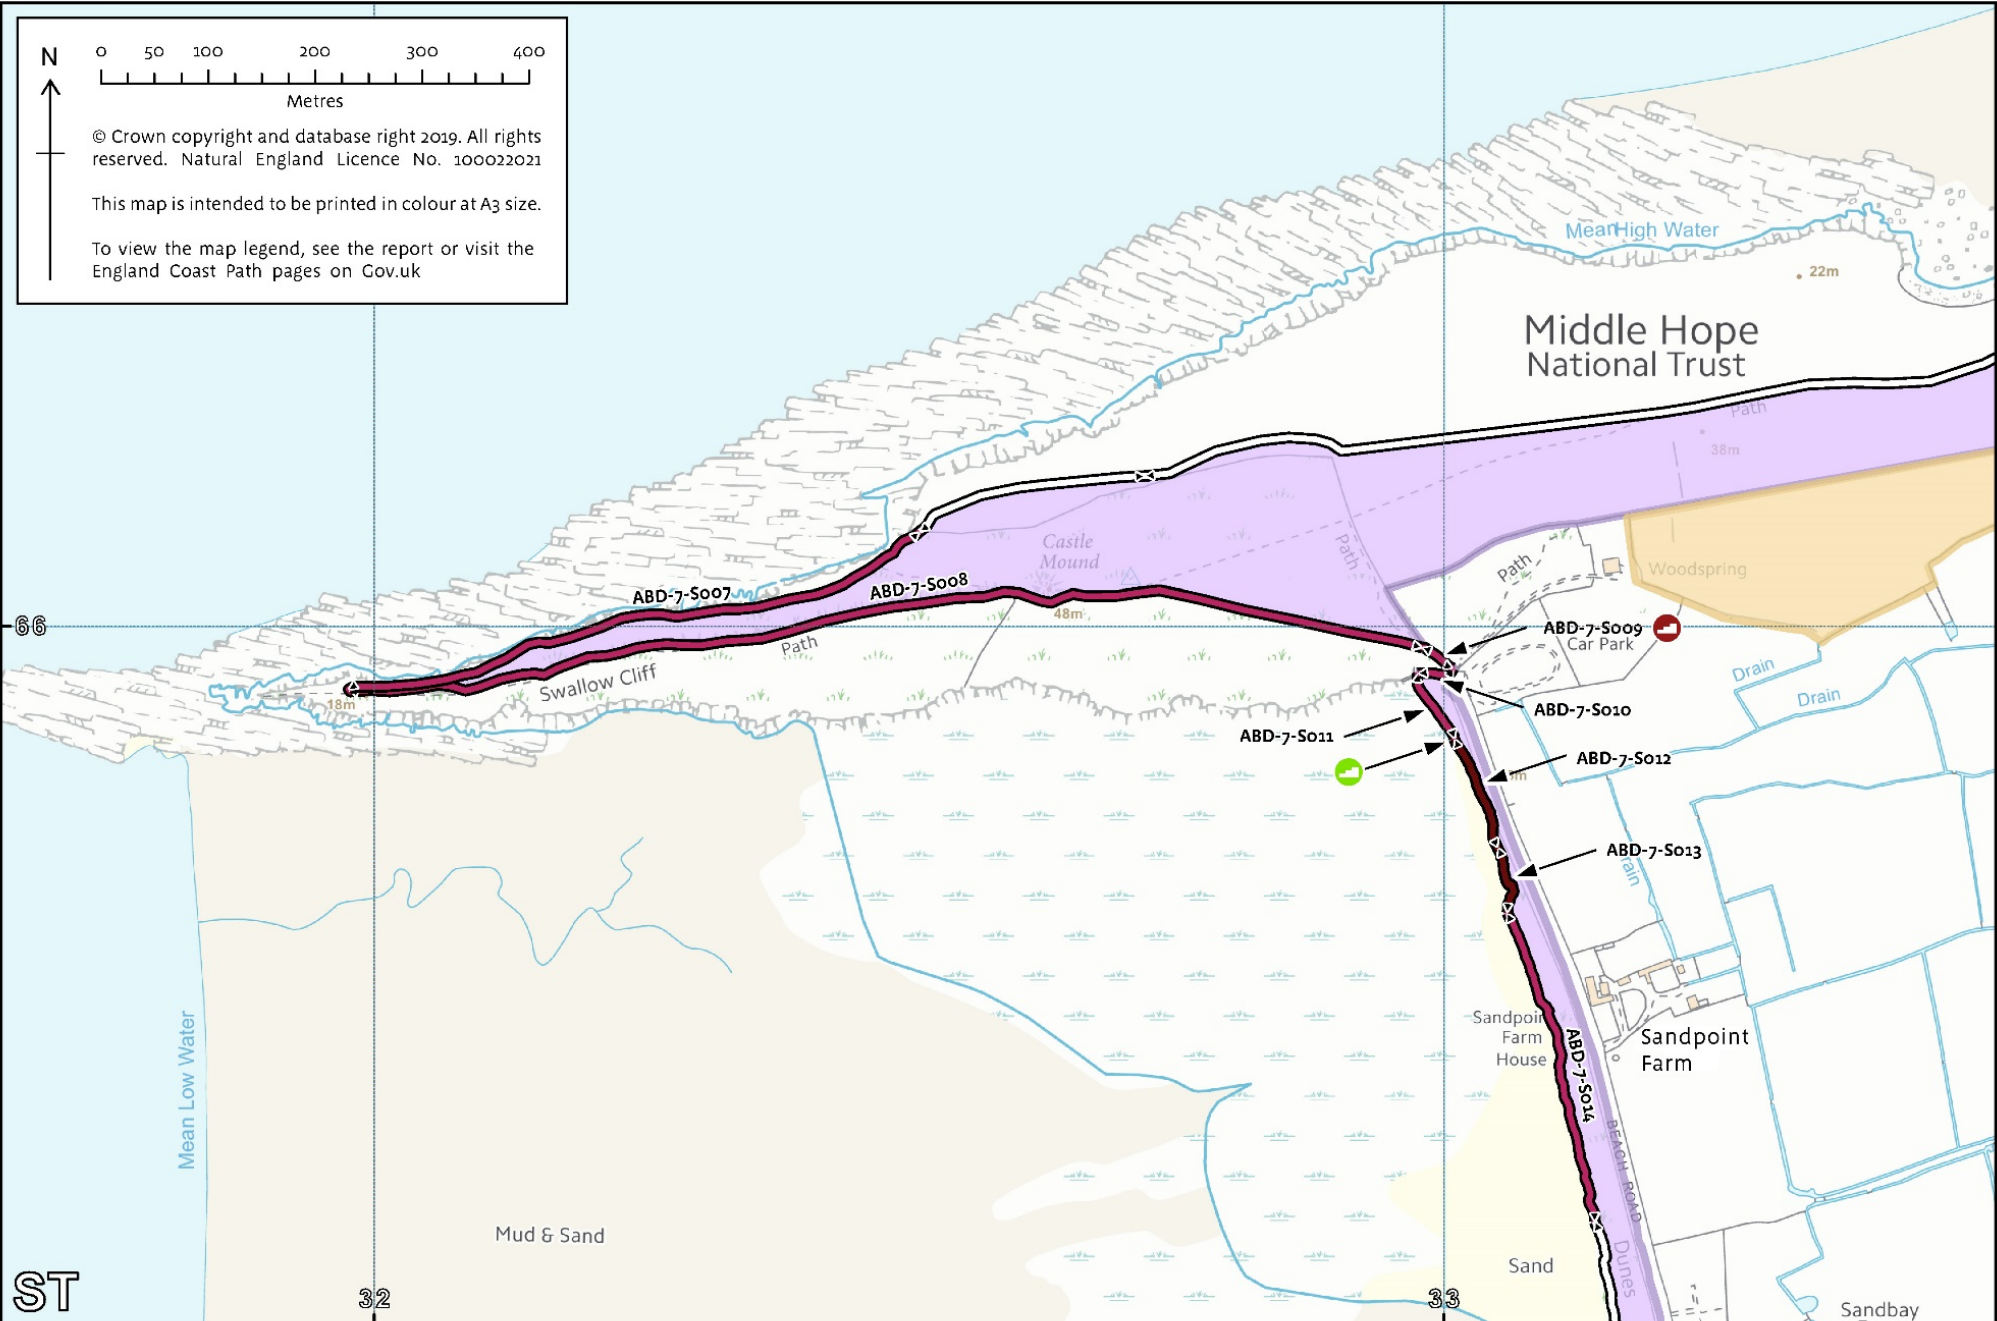 N
0 50 100 200 300 400
Metres
© Crown copyright and database right 2019. All rights
reserved. Natural England Licence No. 100022021
This map is intended to be printed in colour at A3 size.
To view the map legend, see the report or visit the
England Coast Path pages on Gov.uk
Mean High Water
22m
Middle Hope
National Trust
Path
38m
Castle
Mound
Path
Path
Woodspring
ABD-7-S007
ABD-7-S008
48m
66
ABD-7-S009
Car Park
Path
Swallow Cliff
18m
Drain
Drain
ABD-7-S010
ABD-7-S011
ABD-7-S012
ABD-7-S013
Mean Low Water
Farm
House
Sandpoint
Farm
ABD-7-S014
BEACH ROAD
Mud & Sand
Sand
Dunes
ST
32
33
Sandbay